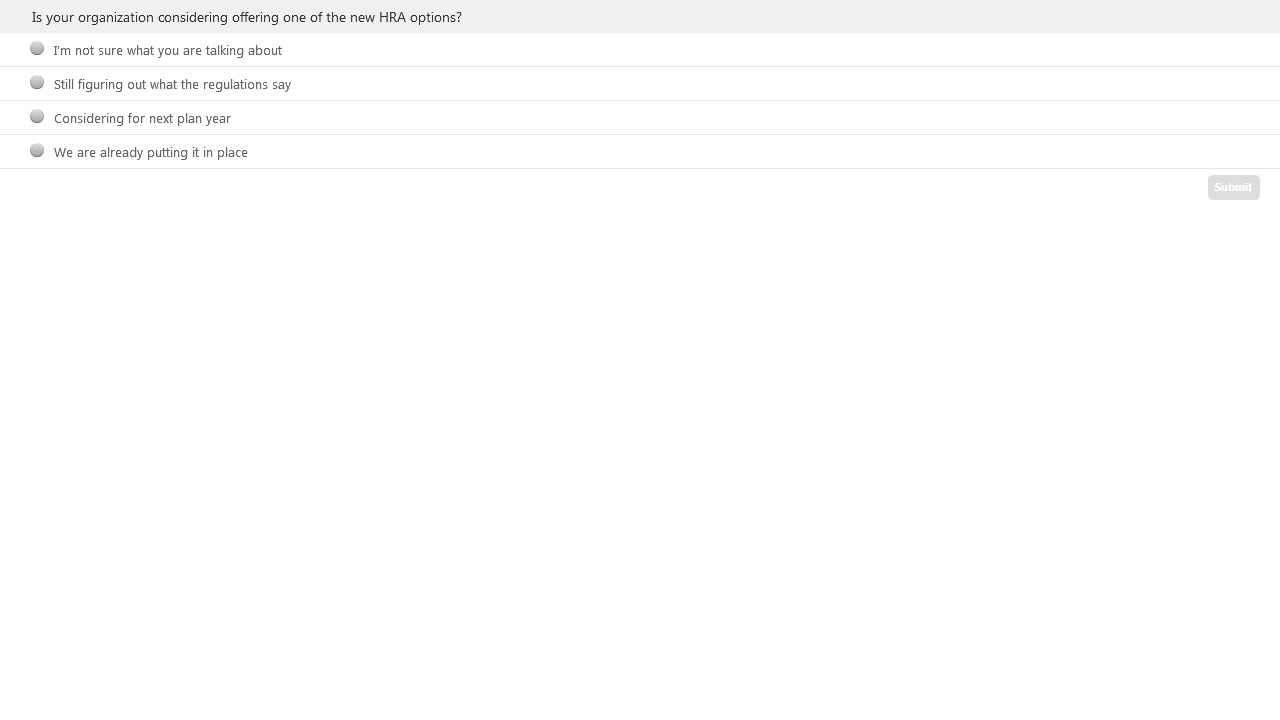 Is your organization considering offering one of the new HRA options?
I'm not sure what you are talking about
Still figuring out what the regulations say
Considering for next plan year
We are already putting it in place
Submit